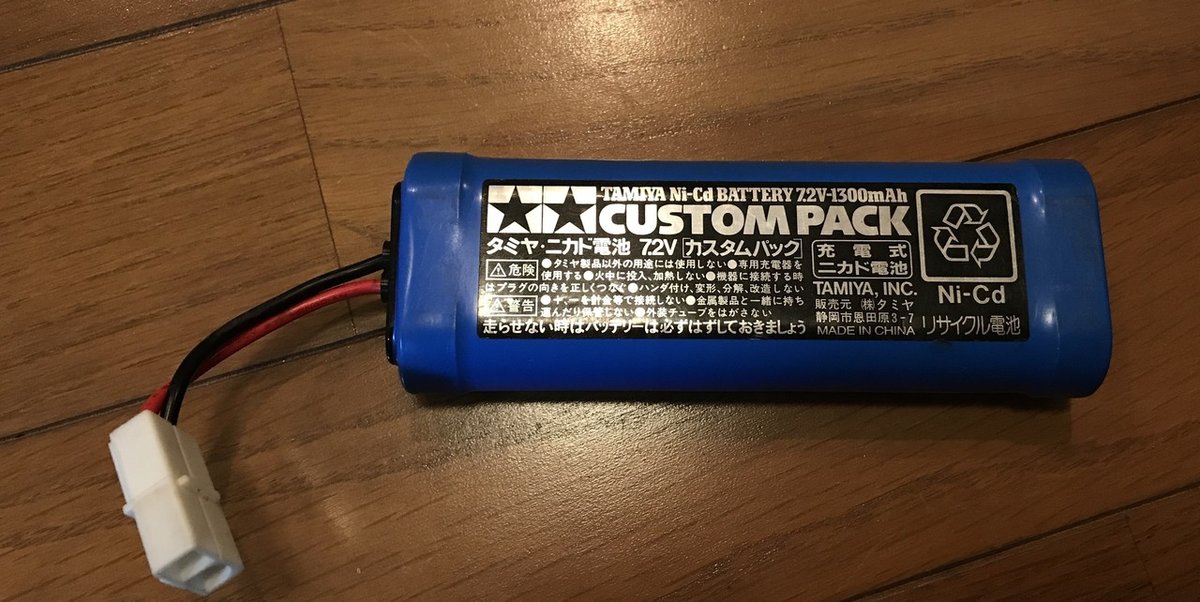 TAMIYA Ni-Cd BATTERY 7.2V-1300mAh
CUSTOM PACK
タミヤ・ニカド電池 7.2V カスタムパック
⚠危険 ●タミヤ製品以外の用途には使用しない●専用充電器を
使用する●火中に投入、加熱しない●機器に接続する時
はプラグの向きを正しくつなぐ●ハンダ付け、変形、分解、改造しない
⚠警告 ●+、−を針金等で接続しない●金属製品と一緒に持ち
運んだり保管しない●外装チューブをはがさない
走らせない時はバッテリーは必ずはずしておきましょう
充電式
ニカド電池
TAMIYA, INC.
販売元 (株)タミヤ
静岡市恩田原3-7
MADE IN CHINA
Ni-Cd
リサイクル電池